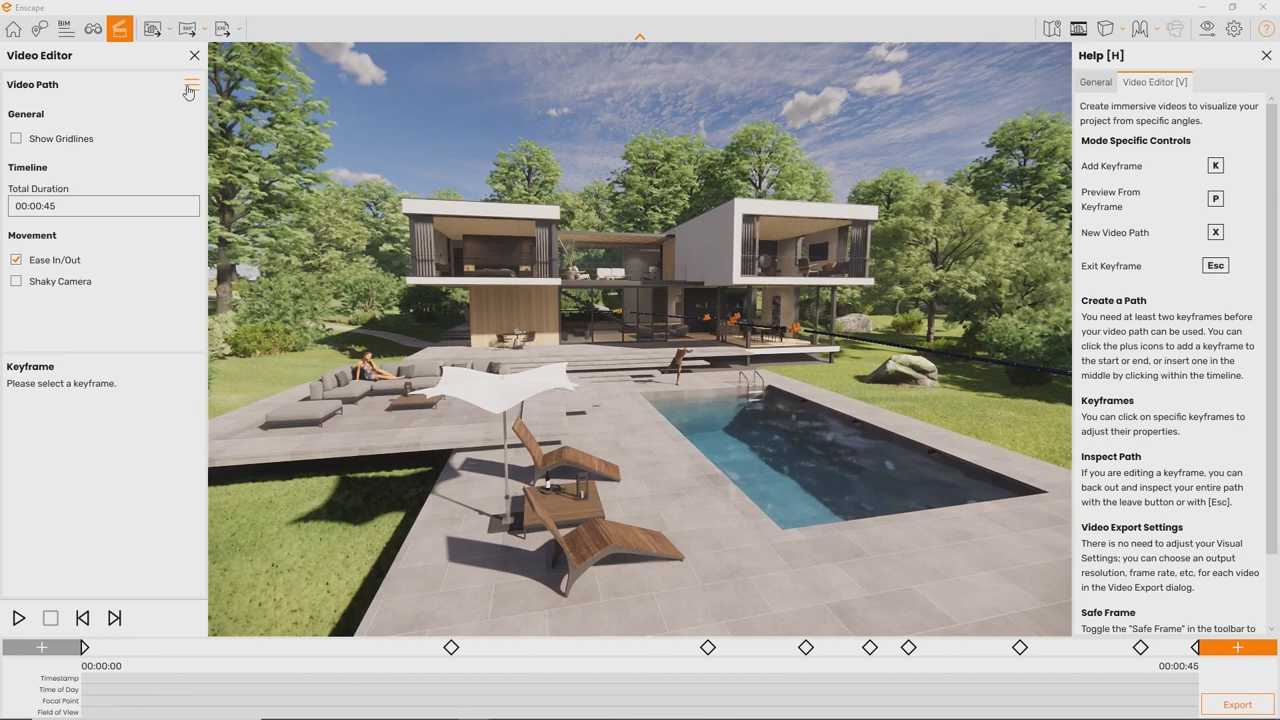 Enscape
BIM
360°
EXE
Video Editor
Video Path
General
Show Gridlines
Timeline
Total Duration
00:00:45
Movement
Ease In/Out
Shaky Camera
Keyframe
Please select a keyframe.
Help [H]
General
Video Editor [V]
Create immersive videos to visualize your
project from specific angles.
Mode Specific Controls
Add Keyframe K
Preview From
Keyframe P
New Video Path X
Exit Keyframe Esc
Create a Path
You need at least two keyframes before
your video path can be used. You can
click the plus icons to add a keyframe to
the start or end, or insert one in the
middle by clicking within the timeline.
Keyframes
You can click on specific keyframes to
adjust their properties.
Inspect Path
If you are editing a keyframe, you can
back out and inspect your entire path
with the leave button or with [Esc].
Video Export Settings
There is no need to adjust your Visual
Settings; you can choose an output
resolution, frame rate, etc, for each video
in the Video Export dialog.
Safe Frame
Toggle the "Safe Frame" in the toolbar to
00:00:00
00:00:45
Timestamp
Time of Day
Focal Point
Field of View
Export